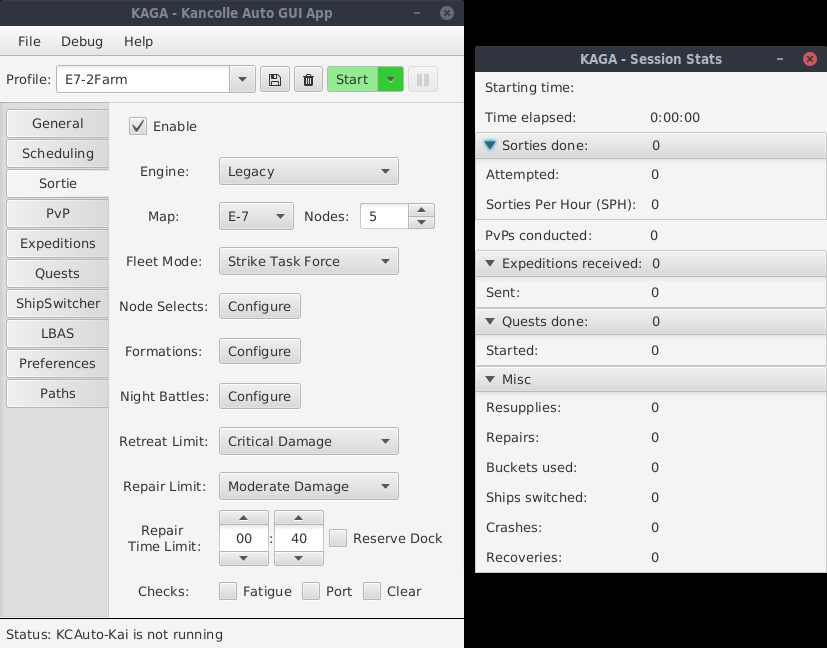 KAGA - Kancolle Auto GUI App
File Debug Help
Profile: E7-2Farm Start
General
Scheduling
Sortie
PvP
Expeditions
Quests
ShipSwitcher
LBAS
Preferences
Paths
Enable
Engine: Legacy
Map: E-7 Nodes: 5
Fleet Mode: Strike Task Force
Node Selects: Configure
Formations: Configure
Night Battles: Configure
Retreat Limit: Critical Damage
Repair Limit: Moderate Damage
Repair
Time Limit: 00 : 40 Reserve Dock
Checks: Fatigue Port Clear
Status: KCAuto-Kai is not running
KAGA - Session Stats
Starting time:
Time elapsed: 0:00:00
Sorties done: 0
Attempted: 0
Sorties Per Hour (SPH): 0
PvPs conducted: 0
Expeditions received: 0
Sent: 0
Quests done: 0
Started: 0
Misc
Resupplies: 0
Repairs: 0
Buckets used: 0
Ships switched: 0
Crashes: 0
Recoveries: 0